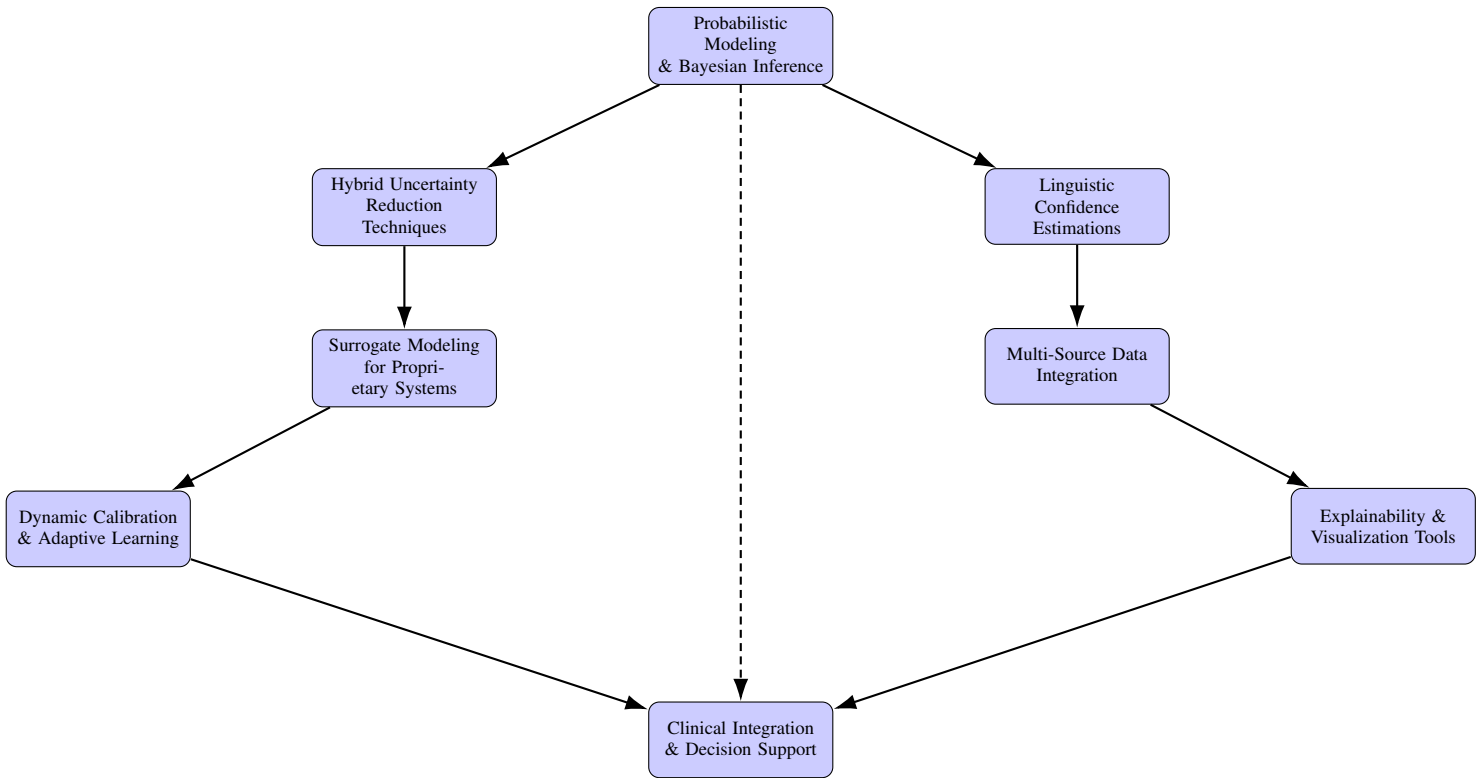 Probabilistic
Modeling
& Bayesian Inference
Hybrid Uncertainty
Reduction
Techniques
Linguistic
Confidence
Estimations
Surrogate Modeling
for Propri-
etary Systems
Multi-Source Data
Integration
Dynamic Calibration
& Adaptive Learning
Explainability &
Visualization Tools
Clinical Integration
& Decision Support